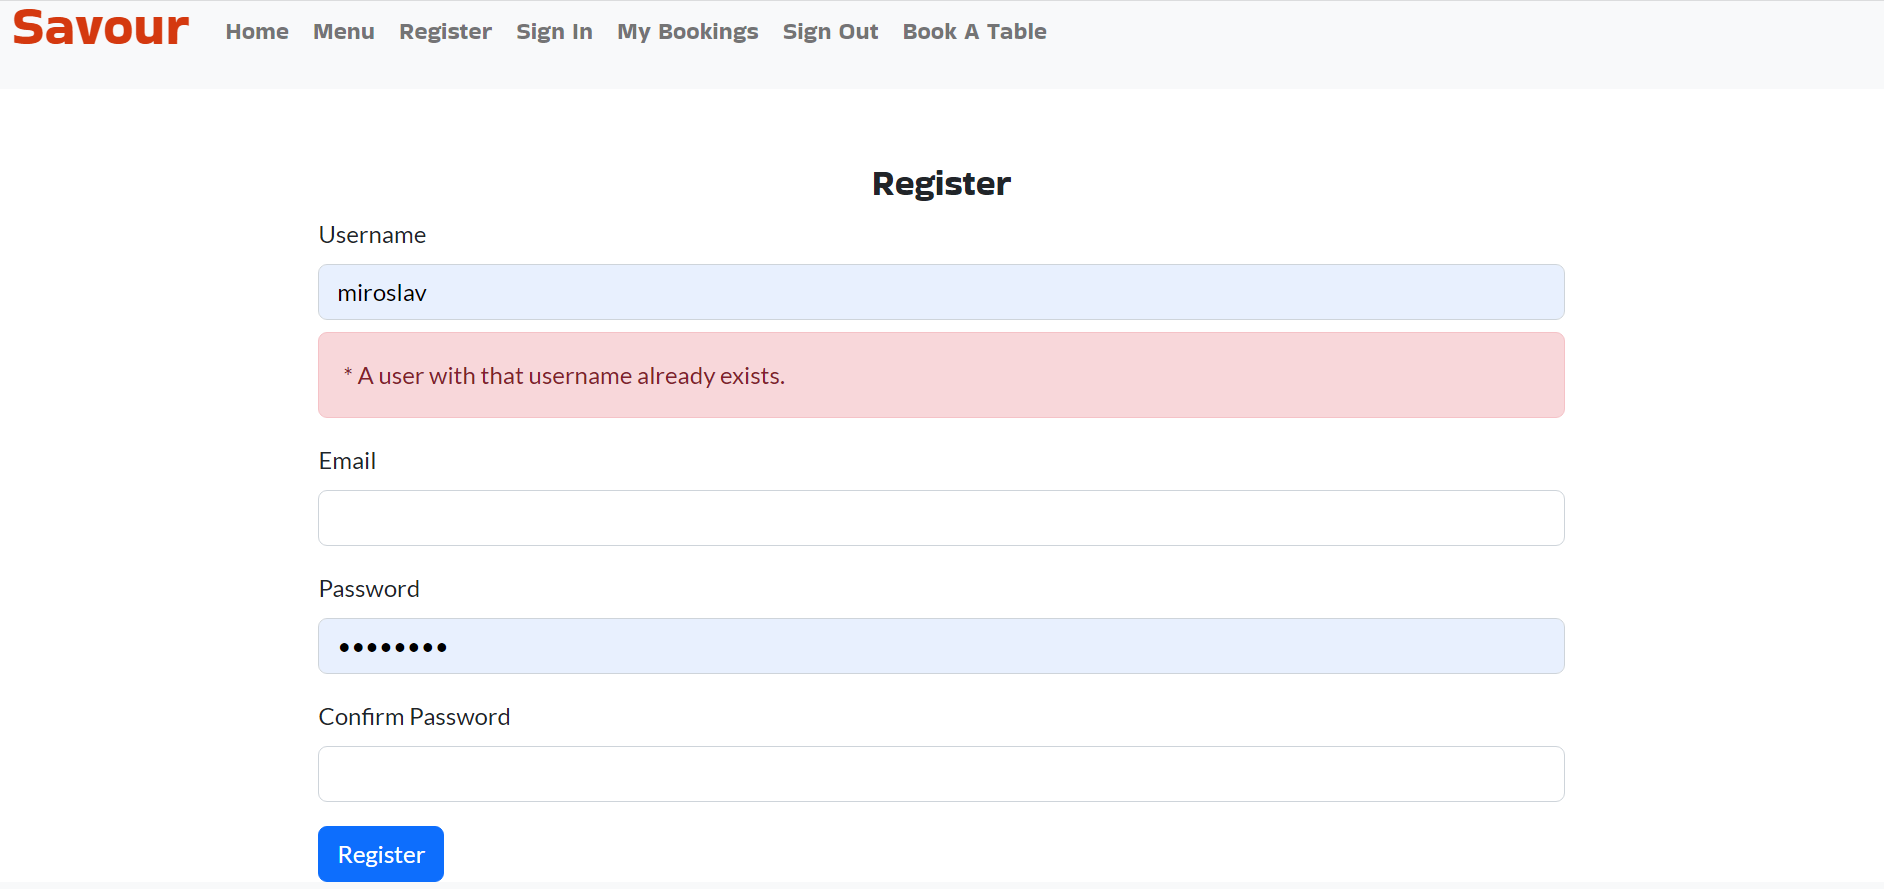 Savour Home Menu Register Sign In My Bookings Sign Out Book A Table
Register
Username
miroslav
* A user with that username already exists.
Email
Password
••••••••
Confirm Password
Register